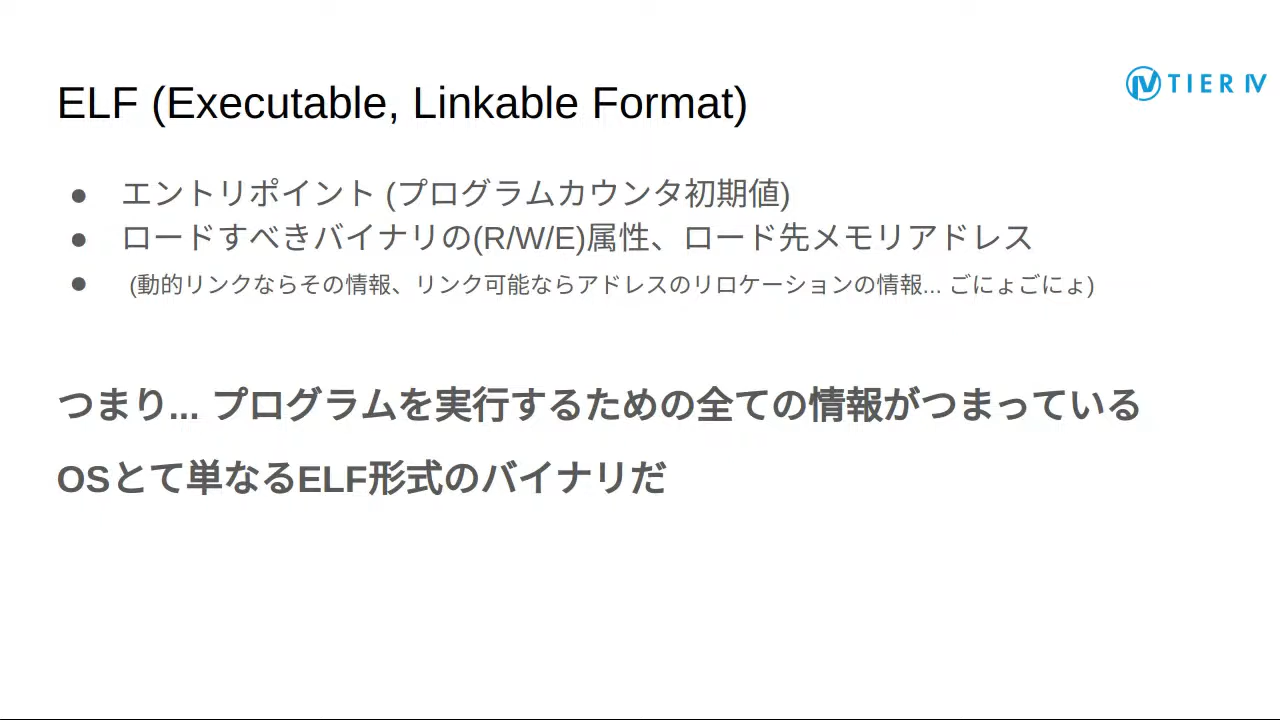 TIER IV
ELF (Executable, Linkable Format)
● エントリポイント (プログラムカウンタ初期値)
● ロードすべきバイナリの(R/W/E)属性、ロード先メモリアドレス
● (動的リンクならその情報、リンク可能ならアドレスのリロケーションの情報... ごにょごにょ)
つまり... プログラムを実行するための全ての情報がつまっている
OSとて単なるELF形式のバイナリだ